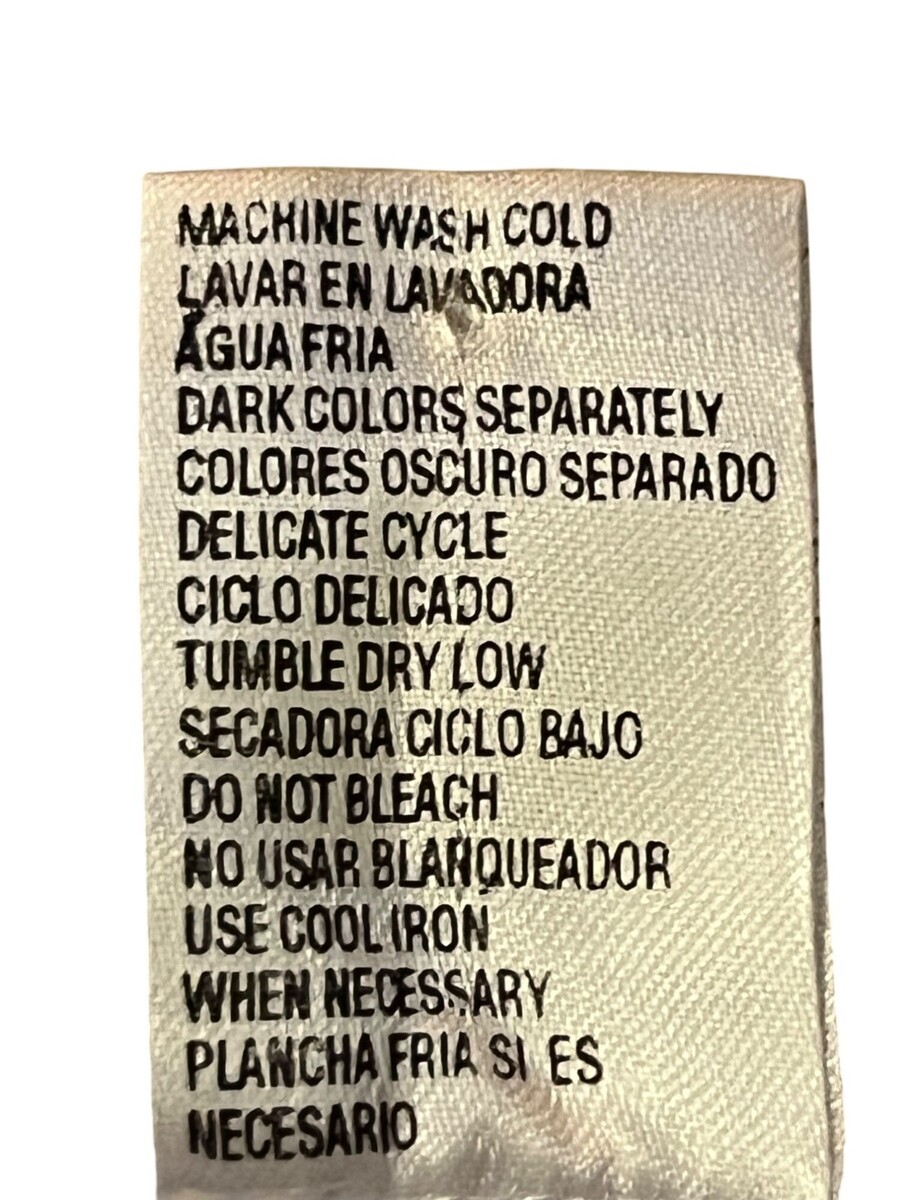 MACHINE WASH COLD
LAVAR EN LAVADORA
ÁGUA FRIA
DARK COLORS SEPARATELY
COLORES OSCURO SEPARADO
DELICATE CYCLE
CICLO DELICADO
TUMBLE DRY LOW
SECADORA CICLO BAJO
DO NOT BLEACH
NO USAR BLANQUEADOR
USE COOL IRON
WHEN NECESSARY
PLANCHA FRIA SI ES
NECESARIO